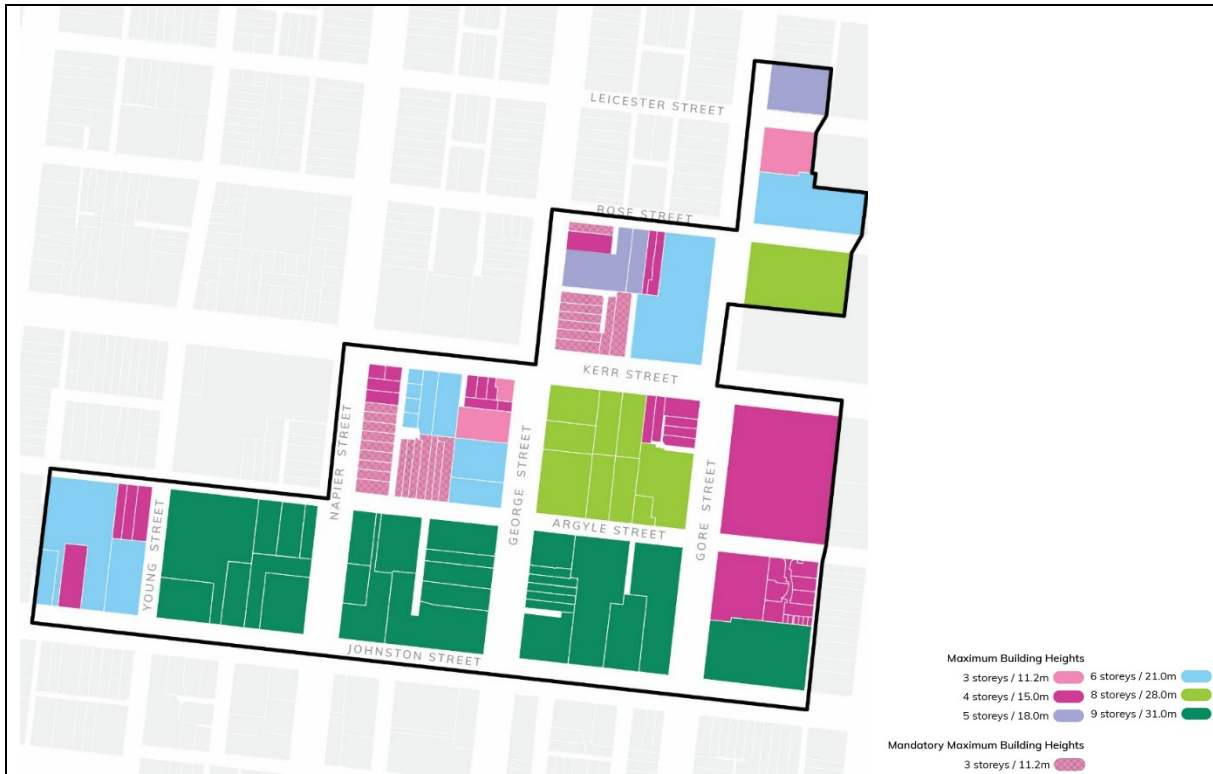 LEICESTER STREET
ROSE STREET
KERR STREET
NAPIER STREET
GEORGE STREET
GORE STREET
ARGYLE STREET
YOUNG STREET
JOHNSTON STREET
Maximum Building Heights
3 storeys / 11.2m
6 storeys / 21.0m
4 storeys / 15.0m
8 storeys / 28.0m
5 storeys / 18.0m
9 storeys / 31.0m
Mandatory Maximum Building Heights
3 storeys / 11.2m